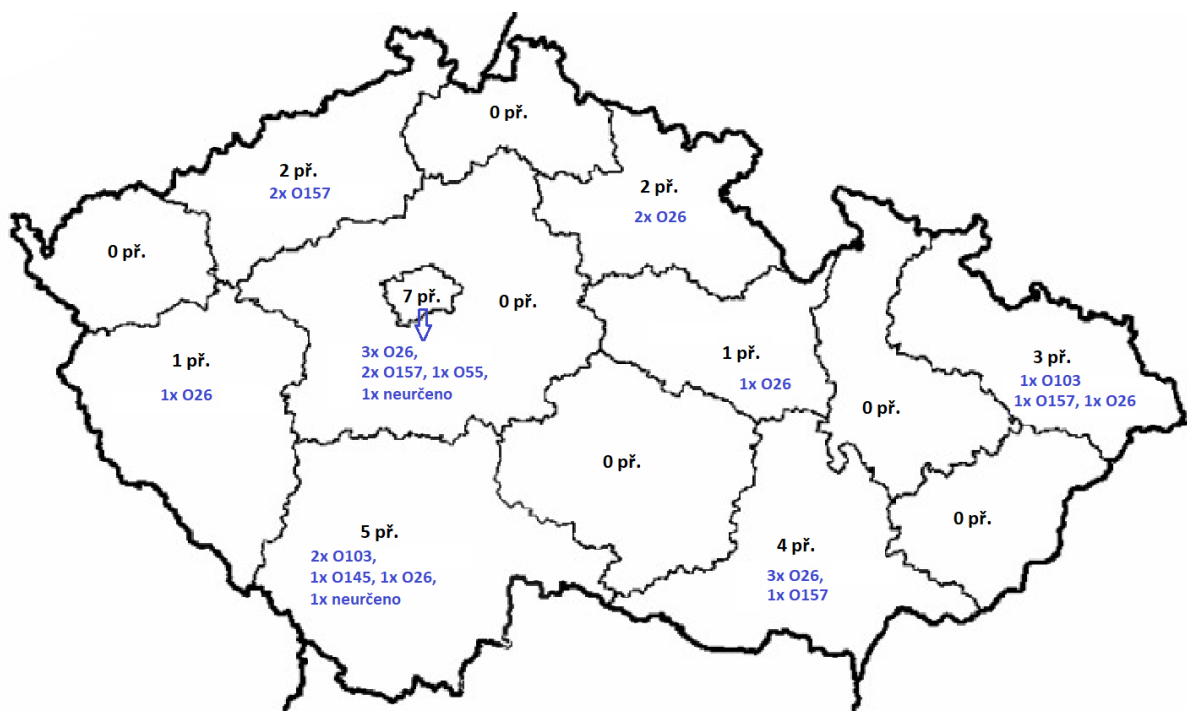 0 př.
2 př.
2x O157
2 př.
2x O26
0 př.
7 př.
0 př.
3x O26,
2x O157, 1x O55,
1x neurčeno
1 př.
1x O26
1 př.
1x O26
3 př.
1x O103
1x O157, 1x O26
0 př.
0 př.
0 př.
5 př.
2x O103,
1x O145, 1x O26,
1x neurčeno
4 př.
3x O26,
1x O157